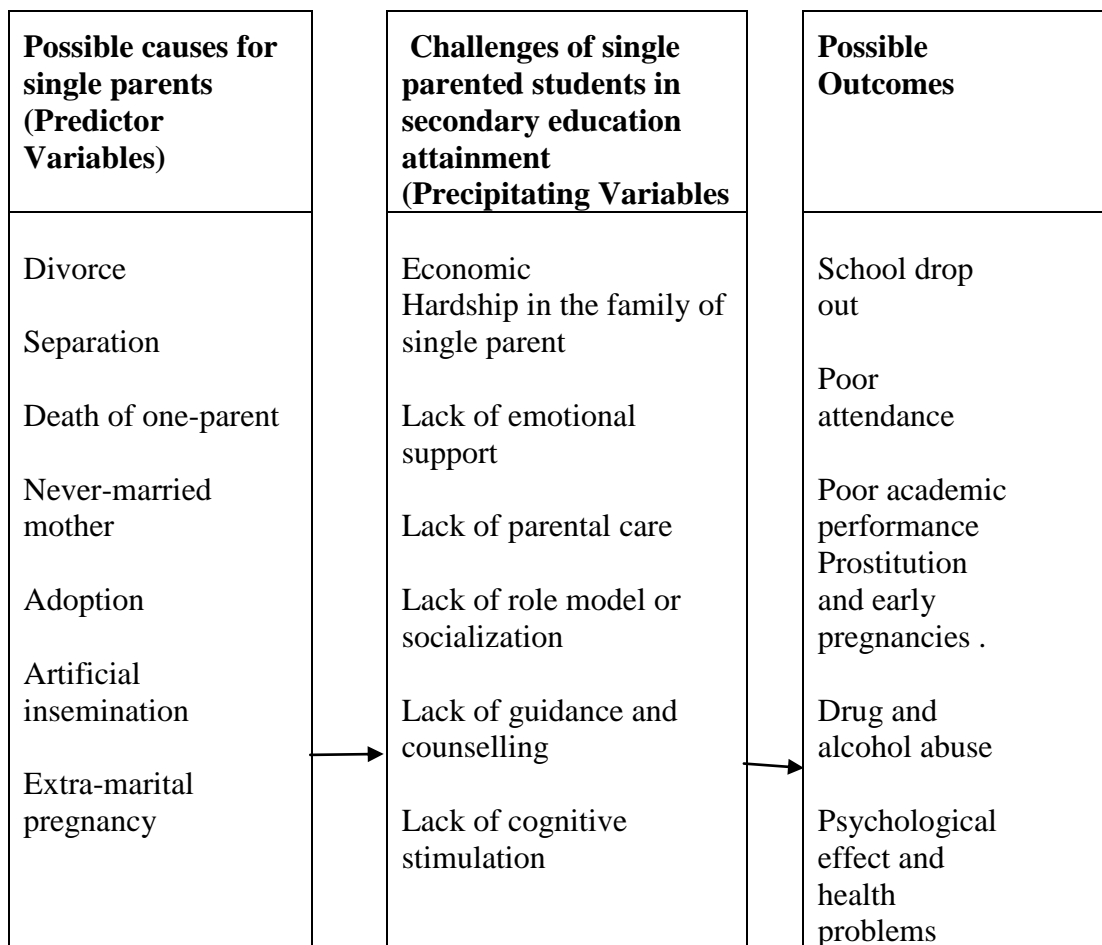 Possible causes for
single parents
(Predictor
Variables)
Divorce
Separation
Death of one-parent
Never-married
mother
Adoption
Artificial
insemination
Extra-marital
pregnancy
Challenges of single
parented students in
secondary education
attainment
(Precipitating Variables
Economic
Hardship in the family of
single parent
Lack of emotional
support
Lack of parental care
Lack of role model or
socialization
Lack of guidance and
counselling
Lack of cognitive
stimulation
Possible
Outcomes
School drop
out
Poor
attendance
Poor academic
performance
Prostitution
and early
pregnancies .
Drug and
alcohol abuse
Psychological
effect and
health
problems